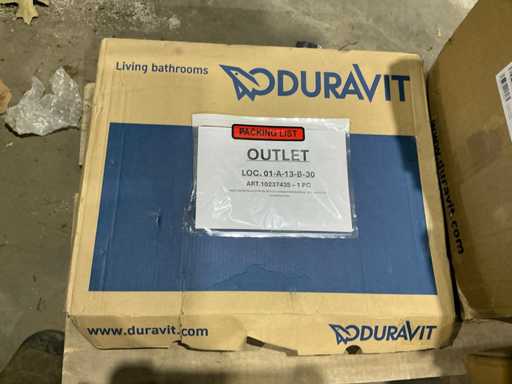 Living bathrooms
DURAVIT
PACKING LIST
OUTLET
LOC. 01-A-13-B-30
ART.10237435 - 1 PC
www.duravit.com
DURAVIT
www.duravit.com